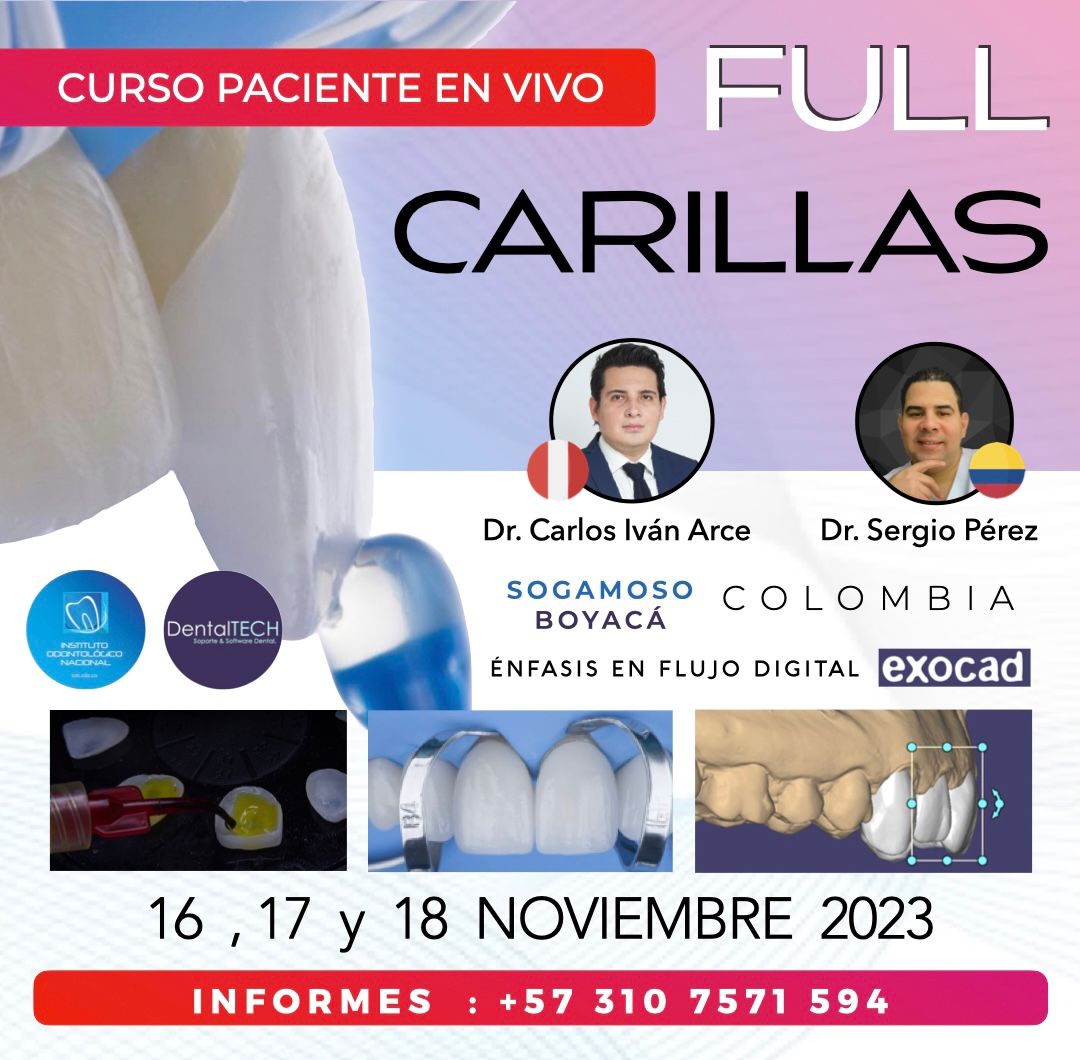 CURSO PACIENTE EN VIVO
FULL
CARILLAS
Dr. Carlos Iván Arce
Dr. Sergio Pérez
SOGAMOSO
BOYACÁ
COLOMBIA
INSTITUTO
ODONTOLÓGICO
NACIONAL
DentalTECH
Soporte & Software Dental.
ÉNFASIS EN FLUJO DIGITAL exocad
16 , 17 y 18 NOVIEMBRE 2023
INFORMES : +57 310 7571 594